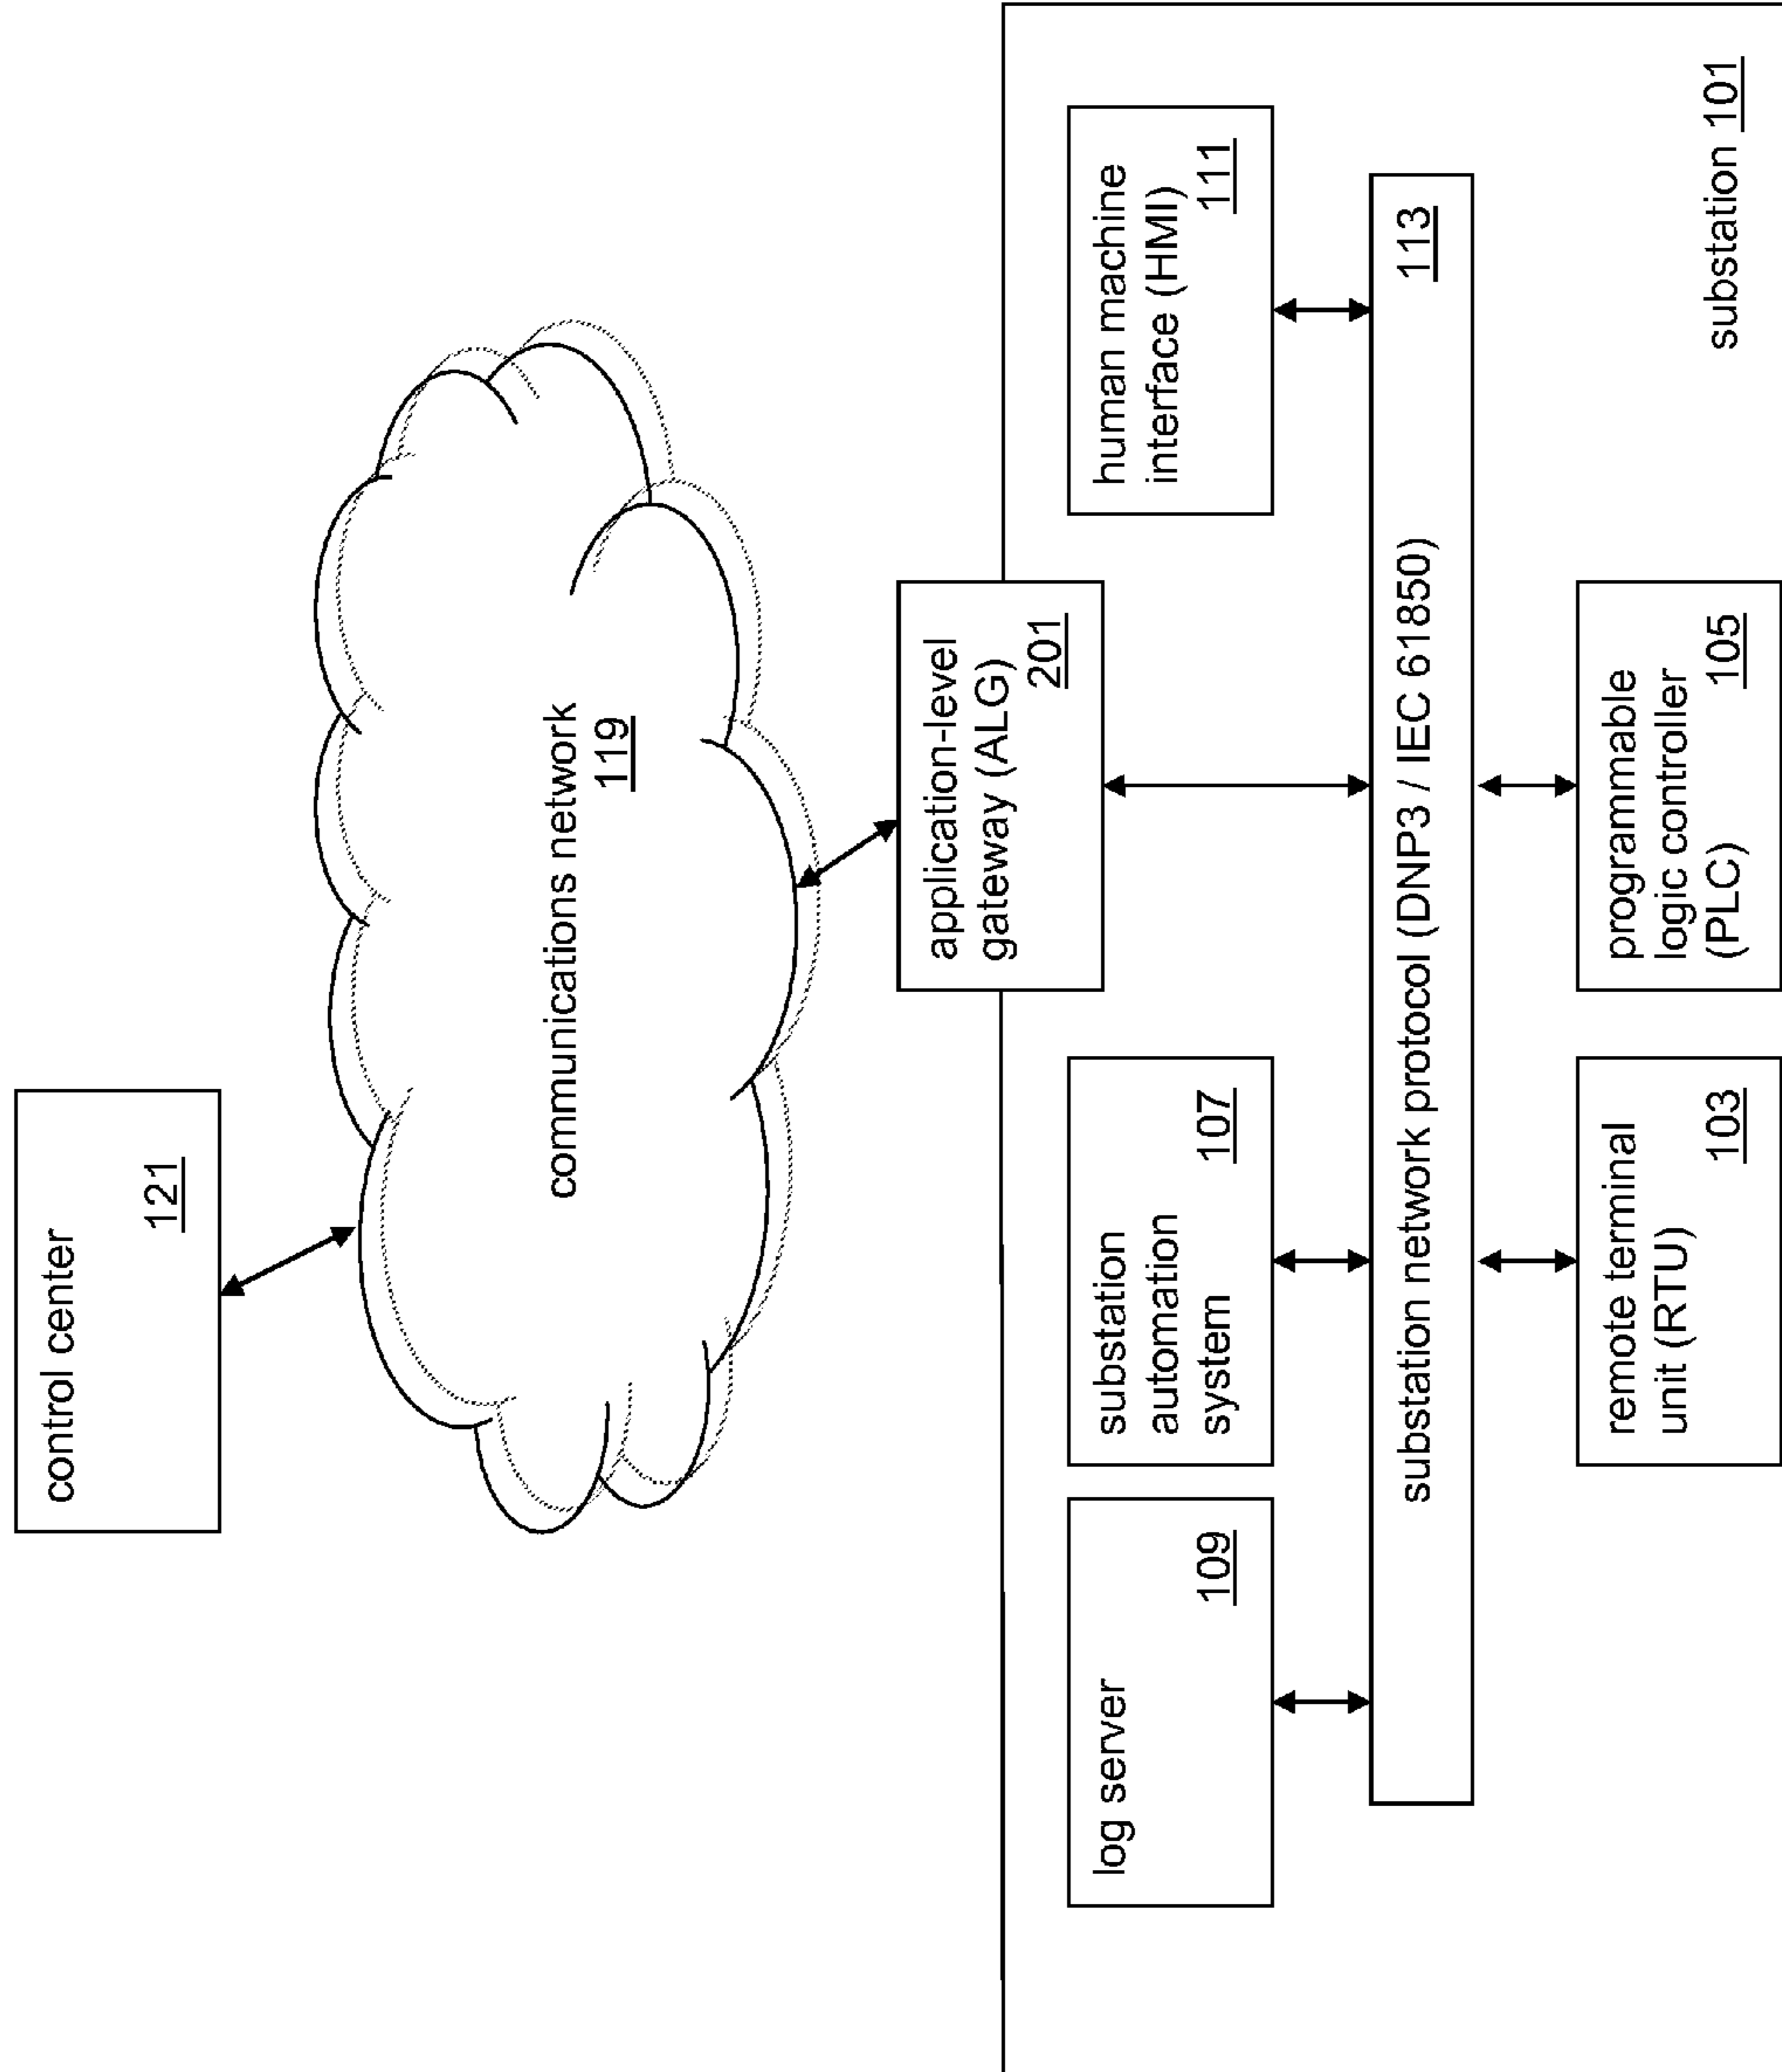 control center
121
communications network
119
application-level
gateway (ALG)
201
log server
109
substation
automation
system
107
human machine
interface (HMI)
111
substation network protocol (DNP3 / IEC 61850)
113
remote terminal
unit (RTU)
103
programmable
logic controller
(PLC)
105
substation 101